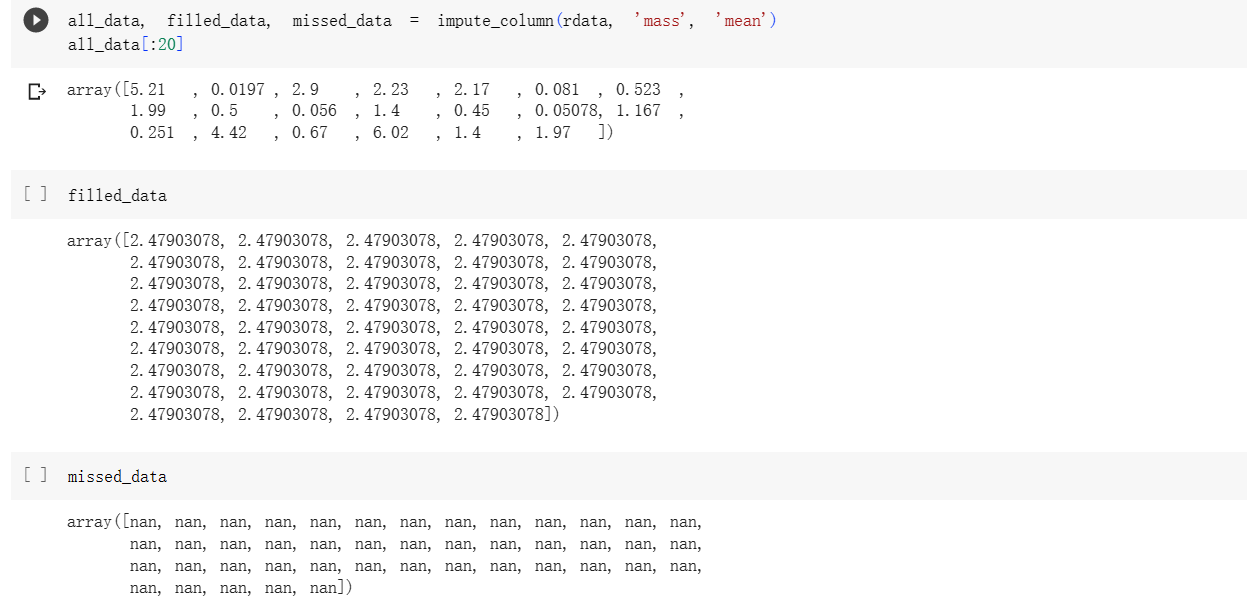 all_data, filled_data, missed_data = impute_column(rdata, 'mass', 'mean')
all_data[:20]
array([5.21 , 0.0197 , 2.9 , 2.23 , 2.17 , 0.081 , 0.523 ,
1.99 , 0.5 , 0.056 , 1.4 , 0.45 , 0.05078, 1.167 ,
0.251 , 4.42 , 0.67 , 6.02 , 1.4 , 1.97 ])
[ ] filled_data
array([2.47903078, 2.47903078, 2.47903078, 2.47903078, 2.47903078,
2.47903078, 2.47903078, 2.47903078, 2.47903078, 2.47903078,
2.47903078, 2.47903078, 2.47903078, 2.47903078, 2.47903078,
2.47903078, 2.47903078, 2.47903078, 2.47903078, 2.47903078,
2.47903078, 2.47903078, 2.47903078, 2.47903078, 2.47903078,
2.47903078, 2.47903078, 2.47903078, 2.47903078, 2.47903078,
2.47903078, 2.47903078, 2.47903078, 2.47903078, 2.47903078,
2.47903078, 2.47903078, 2.47903078, 2.47903078, 2.47903078,
2.47903078, 2.47903078, 2.47903078, 2.47903078])
[ ] missed_data
array([nan, nan, nan, nan, nan, nan, nan, nan, nan, nan, nan, nan, nan,
nan, nan, nan, nan, nan, nan, nan, nan, nan, nan, nan, nan, nan,
nan, nan, nan, nan, nan, nan, nan, nan, nan, nan, nan, nan, nan,
nan, nan, nan, nan, nan])